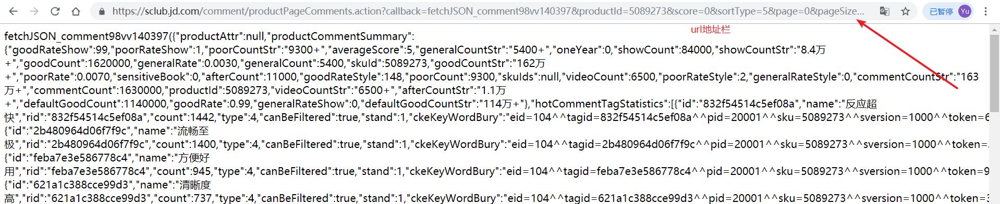 https://sclub.jd.com/comment/productPageComments.action?callback=fetchJSON_comment98vv140397&productId=5089273&score=0&sortType=5&page=0&pageSize...
已暂停 Yu
url地址栏
fetchJSON_comment98vv140397({"productAttr":null,"productCommentSummary":
{"goodRateShow":99,"poorRateShow":1,"poorCountStr":"9300+","averageScore":5,"generalCountStr":"5400+","oneYear":0,"showCount":84000,"showCountStr":"8.4万
+","goodCount":1620000,"generalRate":0.0030,"generalCount":5400,"skuId":5089273,"goodCountStr":"162万
+","poorRate":0.0070,"sensitiveBook":0,"afterCount":11000,"goodRateStyle":148,"poorCount":9300,"skuIds":null,"videoCount":6500,"poorRateStyle":2,"generalRateStyle":0,"commentCountStr":"163
万+","commentCount":1630000,"productId":5089273,"videoCountStr":"6500+","afterCountStr":"1.1万
+","defaultGoodCount":1140000,"goodRate":0.99,"generalRateShow":0,"defaultGoodCountStr":"114万+"},"hotCommentTagStatistics":[{"id":"832f54514c5ef08a","name":"反应超
快","rid":"832f54514c5ef08a","count":1442,"type":4,"canBeFiltered":true,"stand":1,"ckeKeyWordBury":"eid=104^^tagid=832f54514c5ef08a^^pid=20001^^sku=5089273^^sversion=1000^^token=6
{"id":"2b480964d06f7f9c","name":"流畅至
极","rid":"2b480964d06f7f9c","count":1400,"type":4,"canBeFiltered":true,"stand":1,"ckeKeyWordBury":"eid=104^^tagid=2b480964d06f7f9c^^pid=20001^^sku=5089273^^sversion=1000^^token=
{"id":"feba7e3e586778c4","name":"方便好
用","rid":"feba7e3e586778c4","count":945,"type":4,"canBeFiltered":true,"stand":1,"ckeKeyWordBury":"eid=104^^tagid=feba7e3e586778c4^^pid=20001^^sku=5089273^^sversion=1000^^token=9
{"id":"621a1c388cce99d3","name":"清晰度
高","rid":"621a1c388cce99d3","count":737,"type":4,"canBeFiltered":true,"stand":1,"ckeKeyWordBury":"eid=104^^tagid=621a1c388cce99d3^^pid=20001^^sku=5089273^^sversion=1000^^token=3